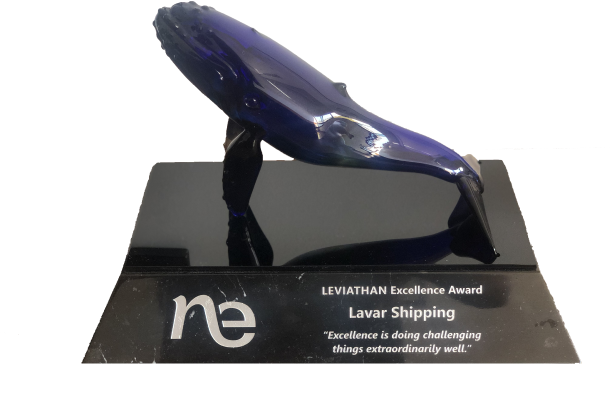 LEVIATHAN Excellence Award
ne
Lavar Shipping
"Excellence is doing challenging
things extraordinarily well."